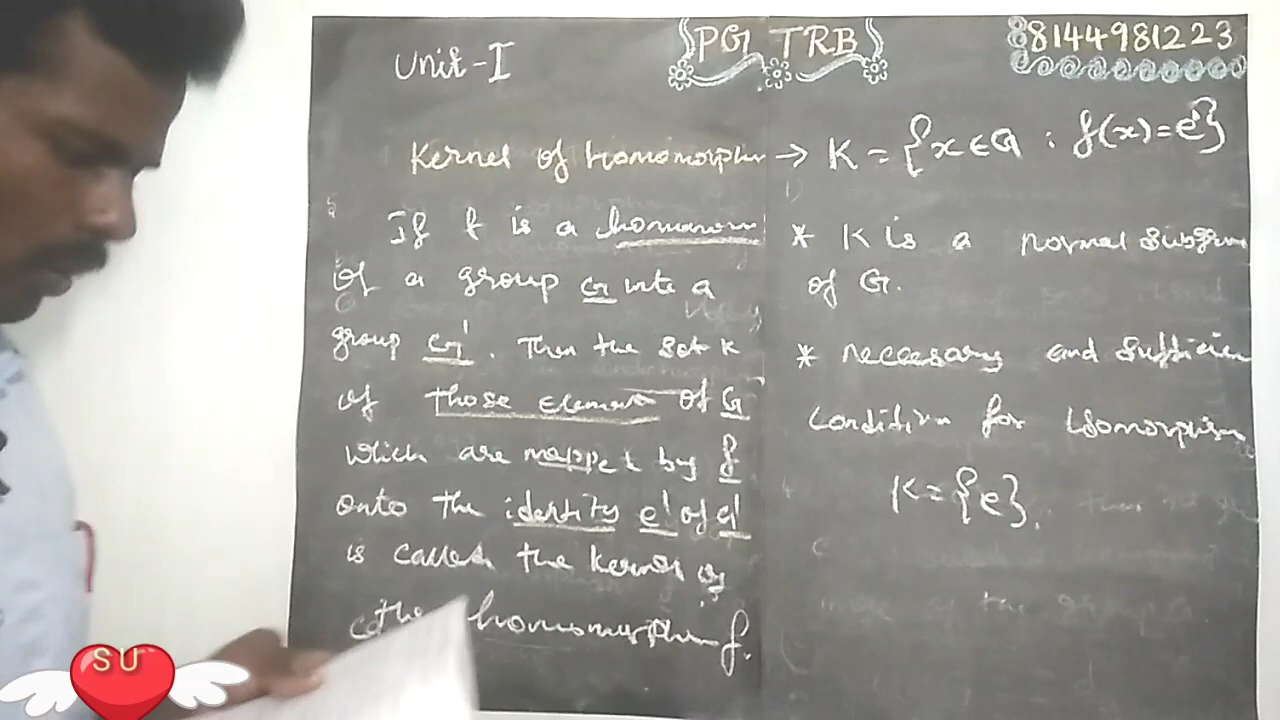 PG TRB
81144981223
Unit-I
Kernel of Homomorphism → K = {x∈G : f(x)=e'}
If f is a homomorphism
of a group G into a
group G'. Then the set K
of those element of G
which are mapped by f
onto the identity e' of G'
is called the kernel of
the homomorphism f.
* K is a normal subgroup
of G.
* necessary and sufficient
condition for Isomorphism
K={e}.
SU